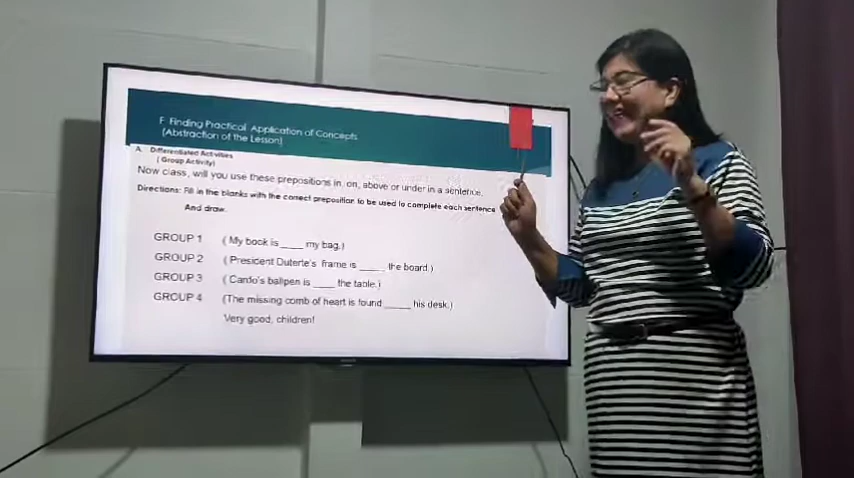 F Finding Practical Application of Concepts
(Abstraction of the Lesson)
A. Differentiated Activities
(Group Activity)
Now class, will you use these prepositions in, on, above or under in a sentence.
Directions: Fill in the blanks with the correct preposition to be used to complete each sentence
And draw.
GROUP 1 ( My book is ____ my bag.)
GROUP 2 ( President Duterte's frame is _____ the board.)
GROUP 3 ( Canto's ballpen is ____ the table.)
GROUP 4 (The missing comb of heart is found _____ his desk.)
Very good, children!